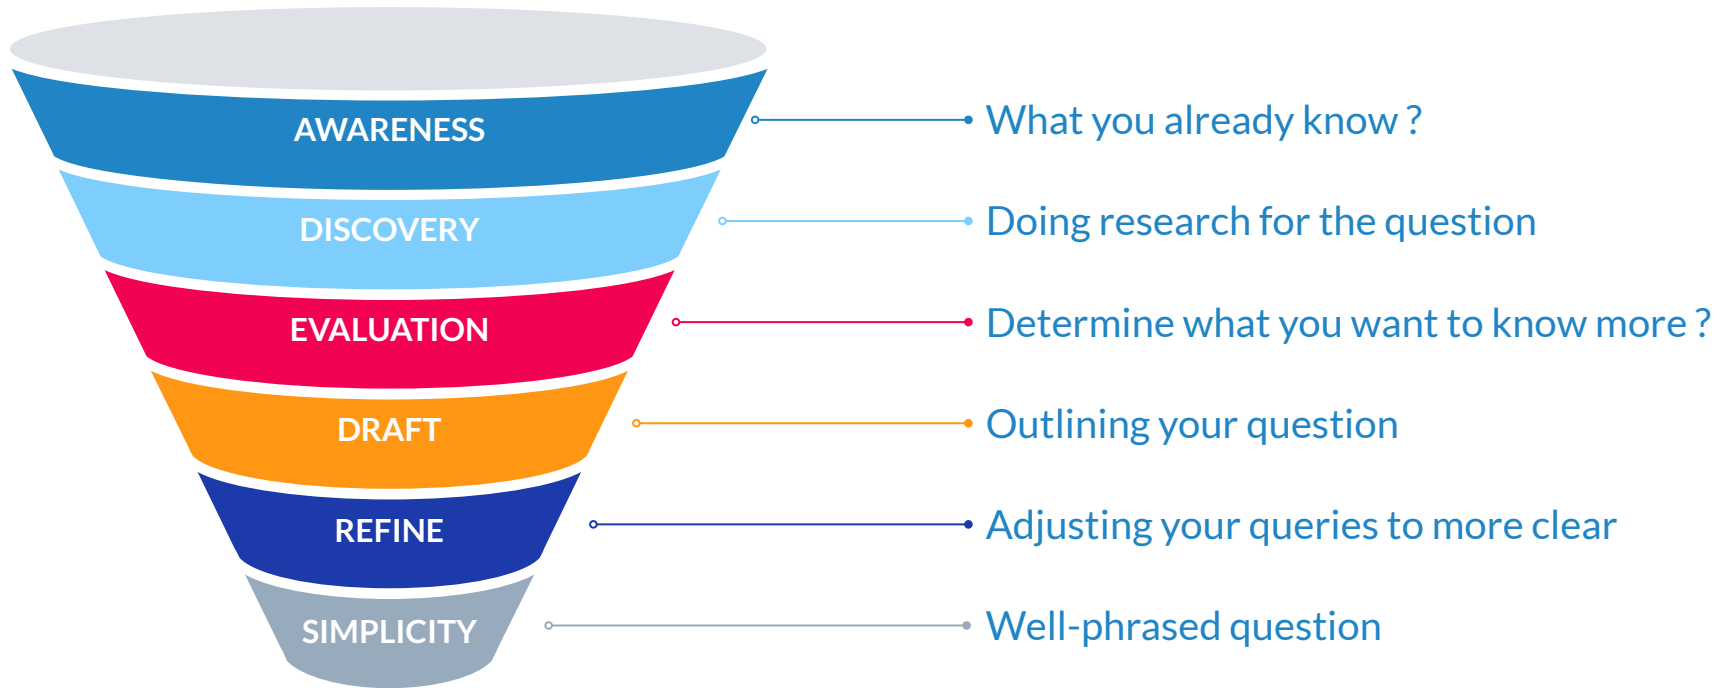 AWARENESS
What you already know ?
DISCOVERY
Doing research for the question
EVALUATION
Determine what you want to know more ?
DRAFT
Outlining your question
REFINE
Adjusting your queries to more clear
SIMPLICITY
Well-phrased question